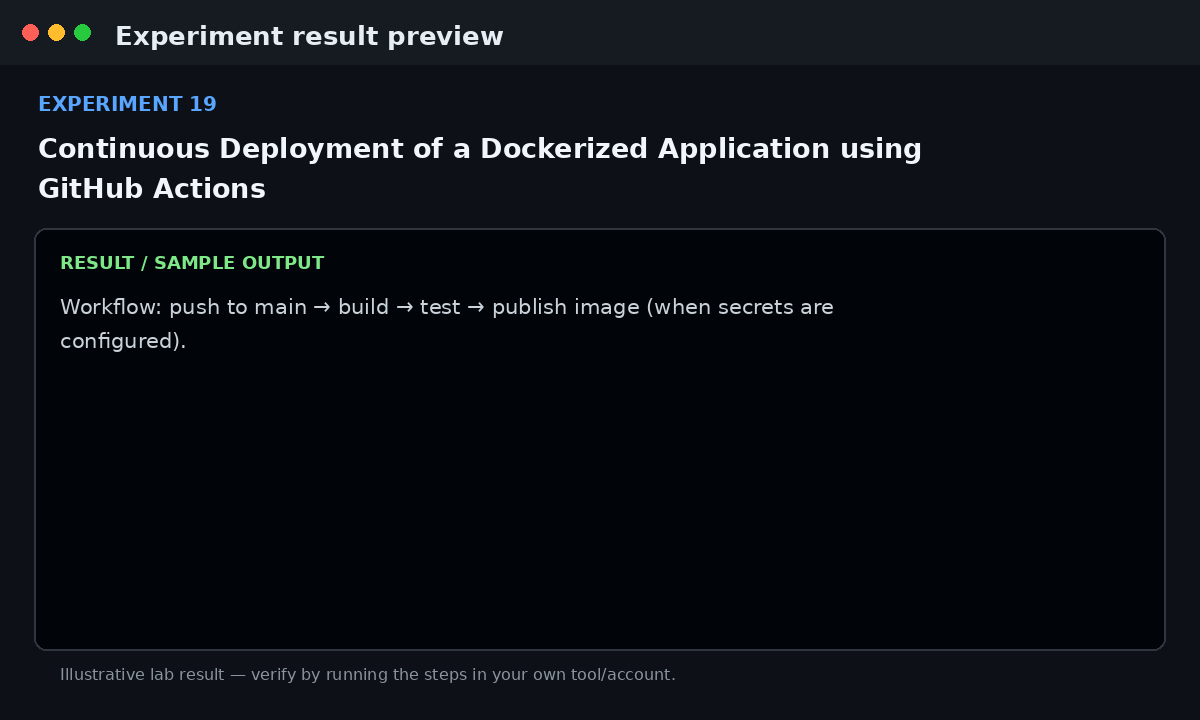 Experiment result preview
EXPERIMENT 19
Continuous Deployment of a Dockerized Application using
GitHub Actions
RESULT / SAMPLE OUTPUT
Workflow: push to main → build → test → publish image (when secrets are
configured).
Illustrative lab result — verify by running the steps in your own tool/account.